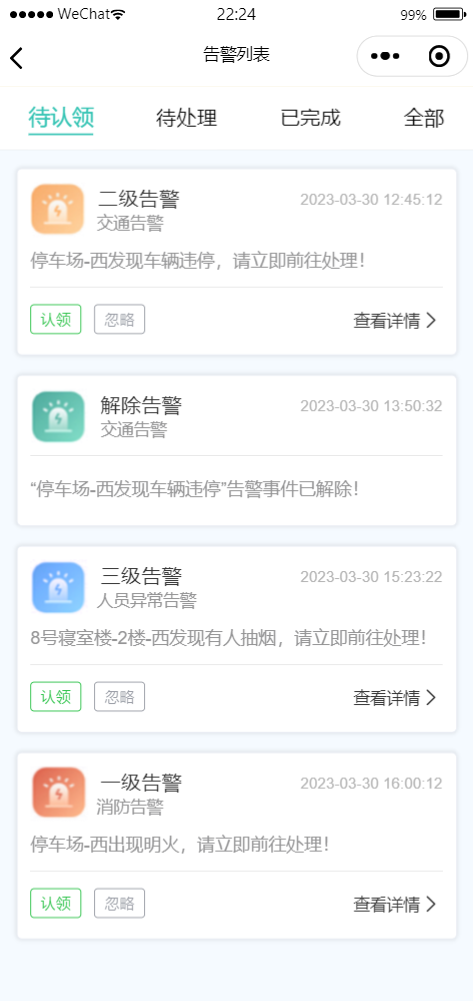 WeChat 22:24 99%
告警列表
待认领 待处理 已完成 全部
二级告警 2023-03-30 12:45:12
交通告警
停车场-西发现车辆违停，请立即前往处理！
认领 忽略 查看详情
解除告警 2023-03-30 13:50:32
交通告警
“停车场-西发现车辆违停”告警事件已解除！
三级告警 2023-03-30 15:23:22
人员异常告警
8号寝室楼-2楼-西发现有人抽烟，请立即前往处理！
认领 忽略 查看详情
一级告警 2023-03-30 16:00:12
消防告警
停车场-西出现明火，请立即前往处理！
认领 忽略 查看详情